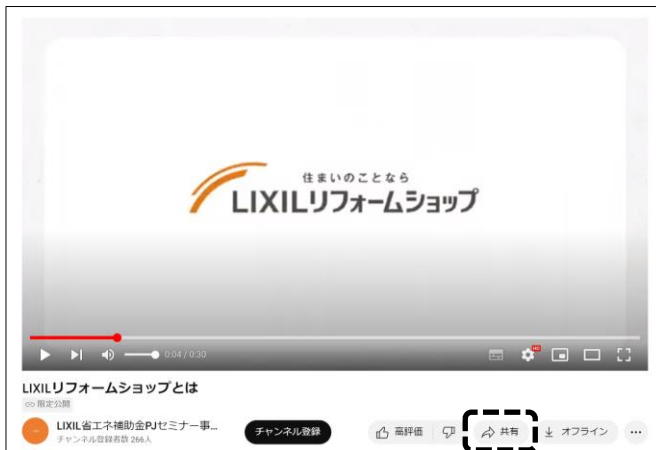 住まいのことなら
LIXILリフォームショップ
0:04 / 0:30
HD
LIXILリフォームショップとは
限定公開
LIXIL省エネ補助金PJセミナー事...
チャンネル登録者数 266人
チャンネル登録
高評価
共有
オフライン